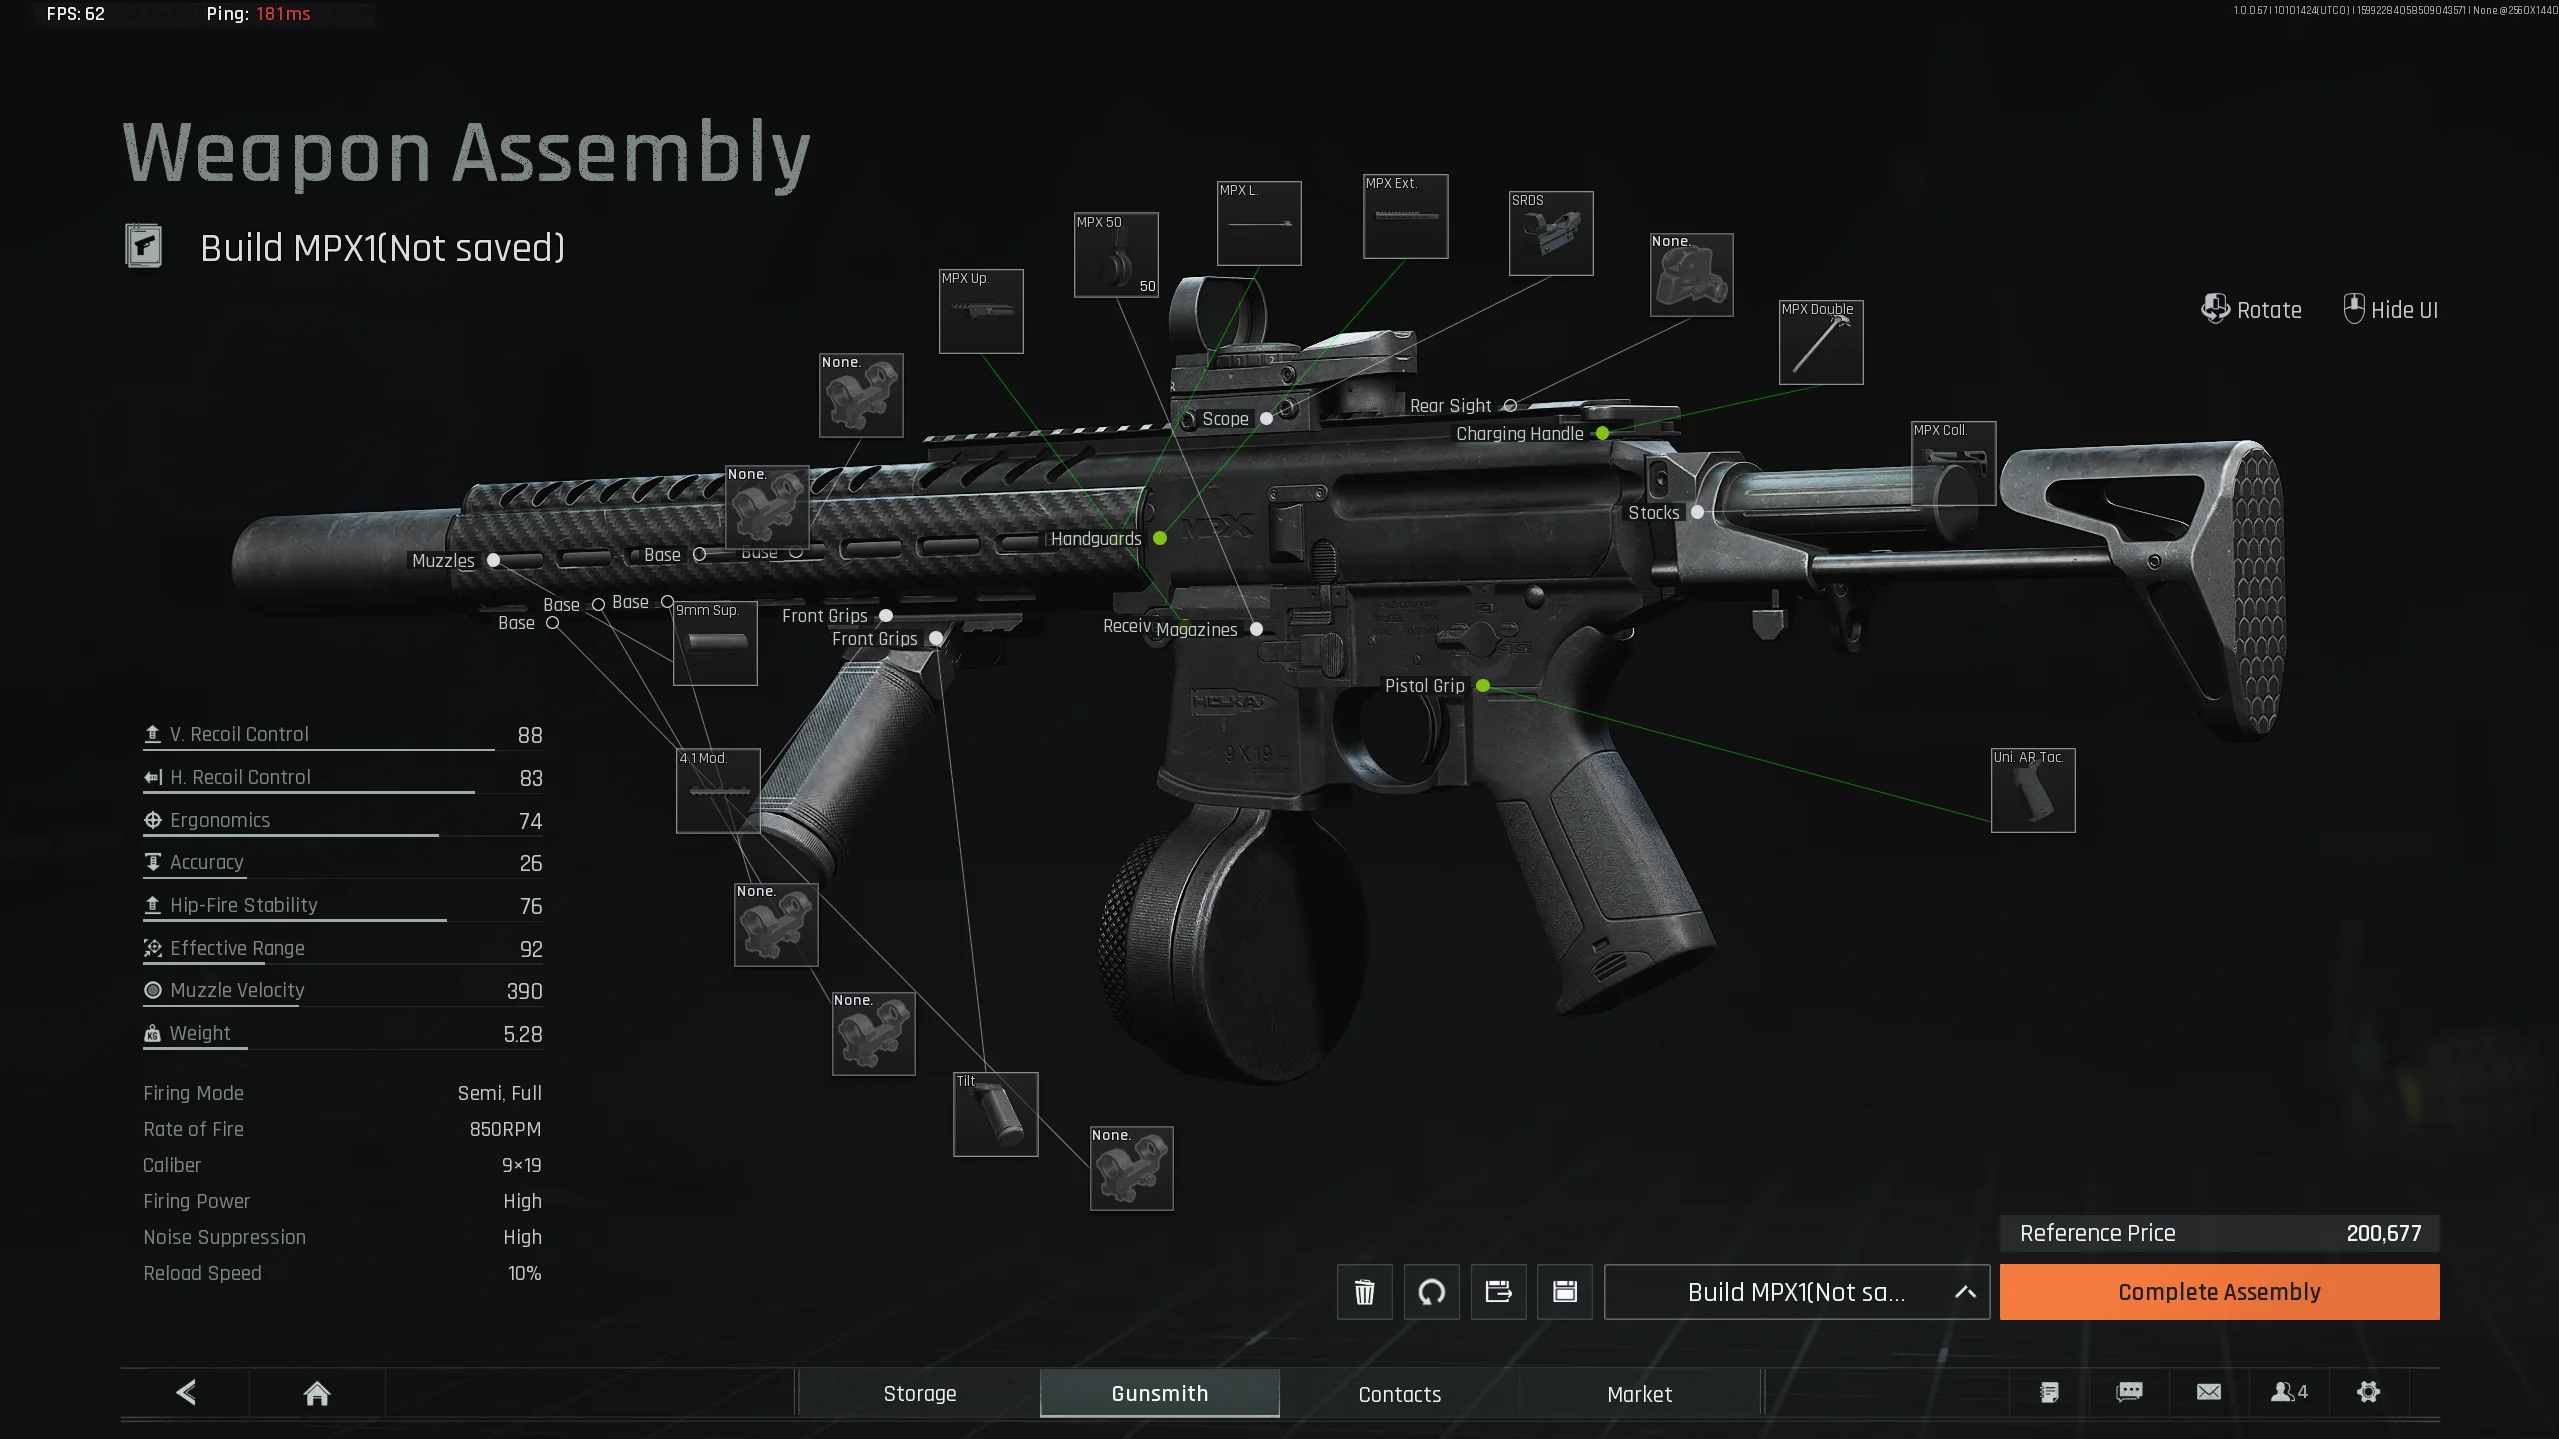 FPS: 62
Ping: 181ms
Weapon Assembly
Build MPX1(Not saved)
MPX L.
MPX Ext.
SRDS
MPX 50
50
None.
MPX Up.
MPX Double
Rotate
Hide UI
None.
Scope
Rear Sight
Charging Handle
MPX Coll.
None.
Stocks
MPX
Handguards
Muzzles
Base
Base
Base
Base
9mm Sup.
Front Grips
Base
Receiv
Magazines
Front Grips
Pistol Grip
9X19
V. Recoil Control 88
H. Recoil Control 83
Ergonomics 74
Accuracy 26
Hip-Fire Stability 76
Effective Range 92
Muzzle Velocity 390
Weight 5.28
4.1 Mod.
Uni. AR Tac.
None.
None.
Tilt
None.
Firing Mode Semi, Full
Rate of Fire 850RPM
Caliber 9×19
Firing Power High
Noise Suppression High
Reload Speed 10%
Reference Price 200,677
Build MPX1(Not sa...
Complete Assembly
Storage
Gunsmith
Contacts
Market
4